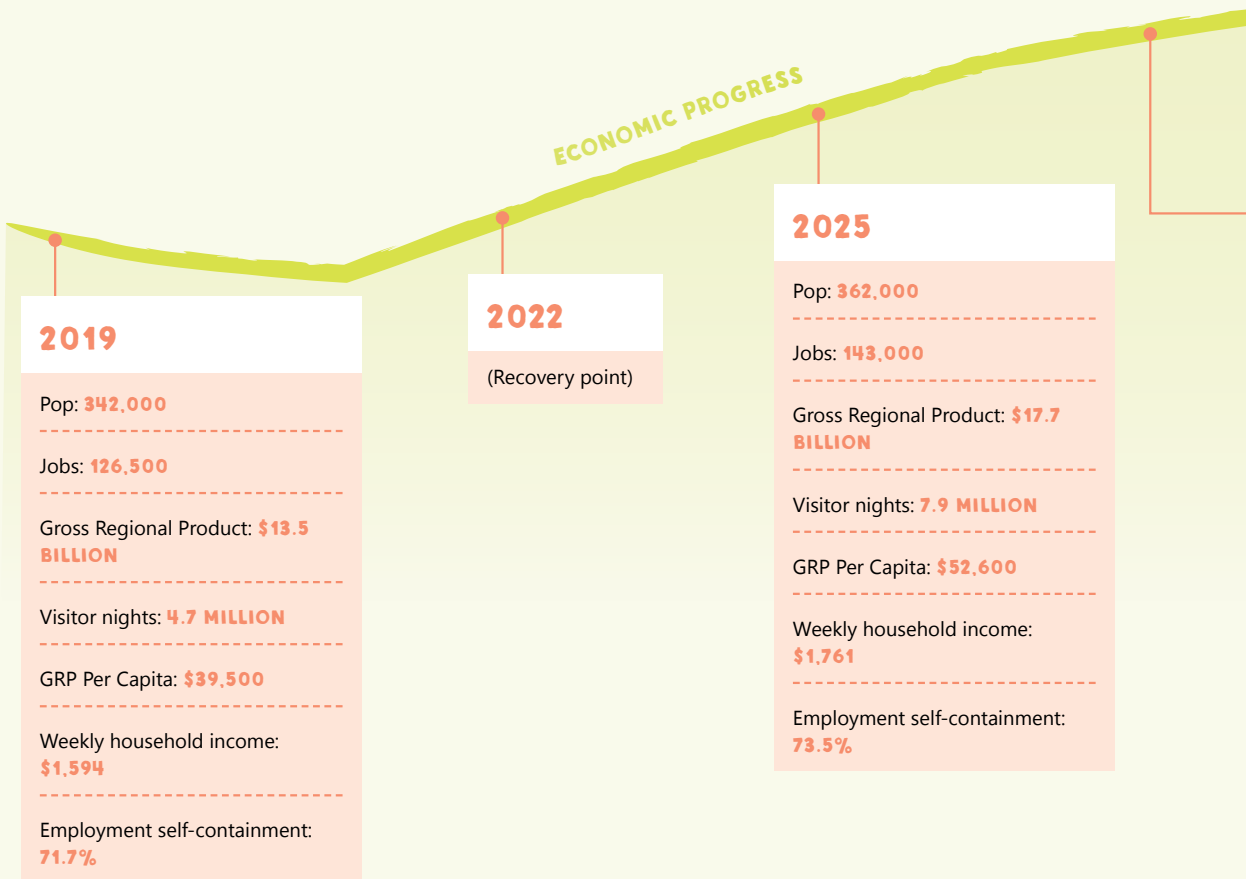 ECONOMIC PROGRESS
2019
Pop: 342,000
Jobs: 126,500
Gross Regional Product: $13.5
BILLION
Visitor nights: 4.7 MILLION
GRP Per Capita: $39,500
Weekly household income:
$1,594
Employment self-containment:
71.7%
2022
(Recovery point)
2025
Pop: 362,000
Jobs: 143,000
Gross Regional Product: $17.7
BILLION
Visitor nights: 7.9 MILLION
GRP Per Capita: $52,600
Weekly household income:
$1,761
Employment self-containment:
73.5%